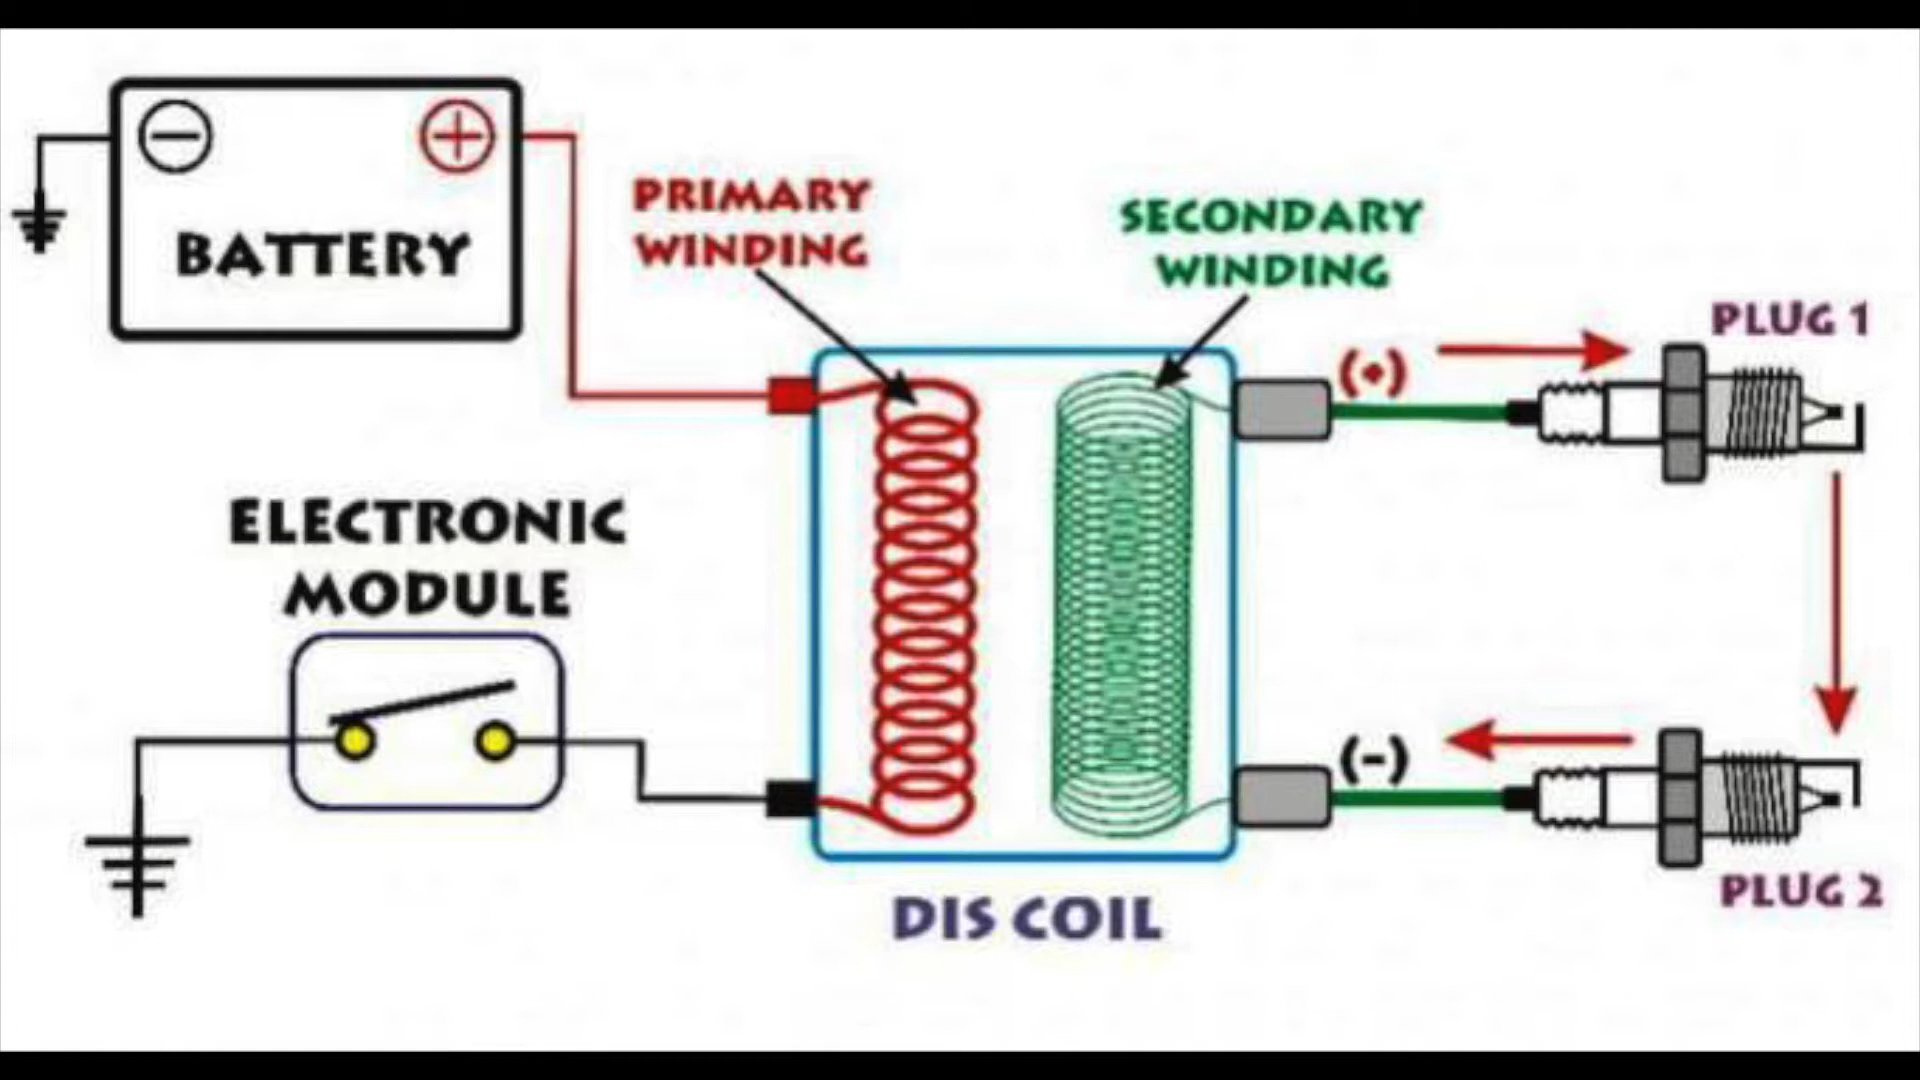 BATTERY
PRIMARY
WINDING
SECONDARY
WINDING
PLUG 1
(+)
ELECTRONIC
MODULE
(-)
PLUG 2
DIS COIL